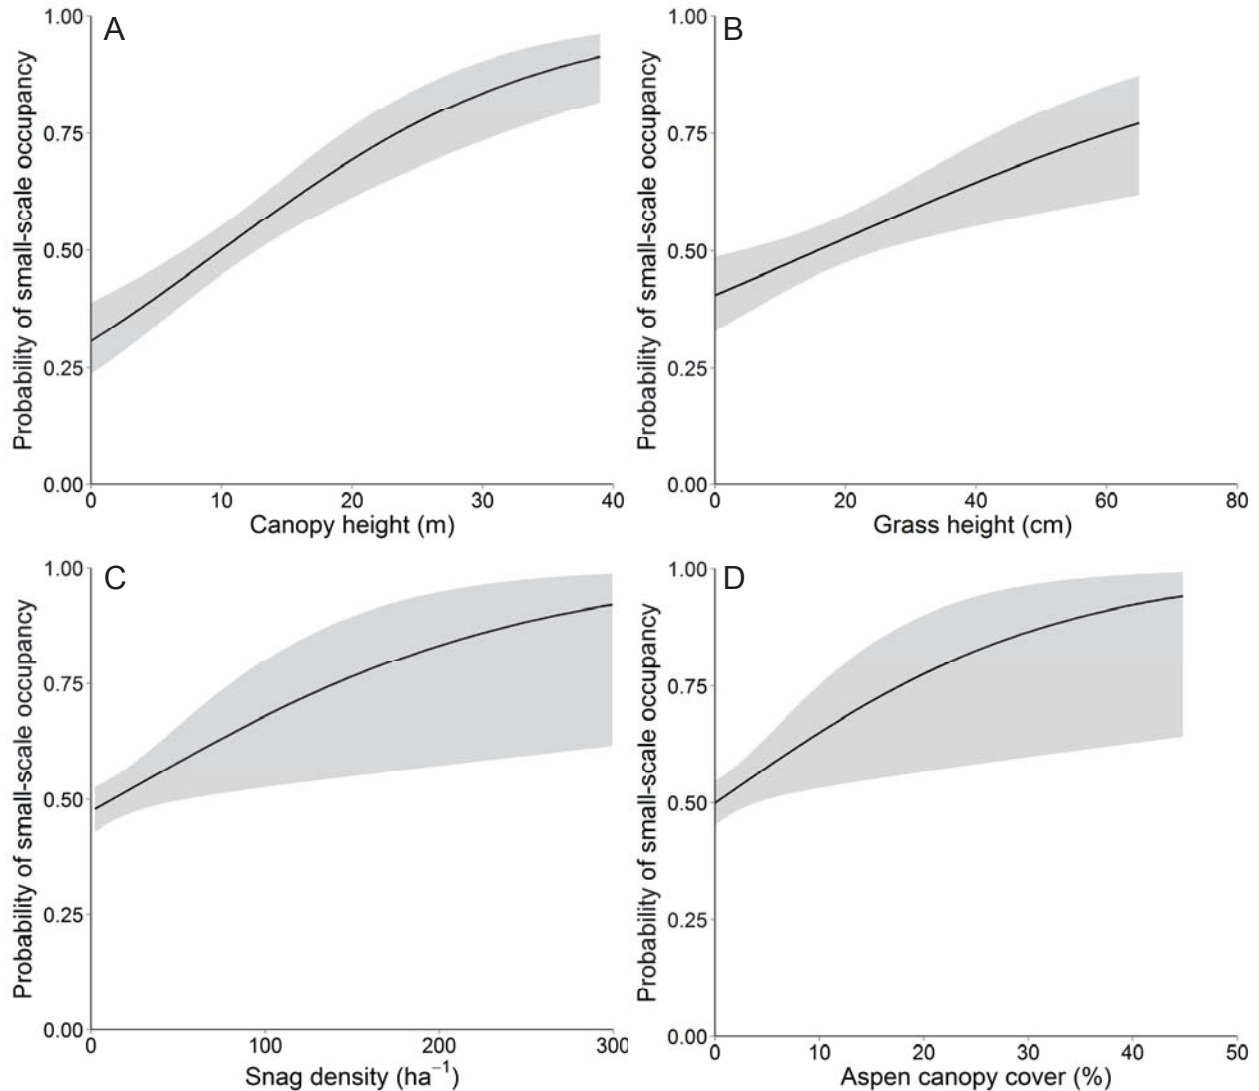 A
Probability of small-scale occupancy
1.00
0.75
0.50
0.25
0.00
0 10 20 30 40
Canopy height (m)
B
Probability of small-scale occupancy
1.00
0.75
0.50
0.25
0.00
0 20 40 60 80
Grass height (cm)
C
Probability of small-scale occupancy
1.00
0.75
0.50
0.25
0.00
0 100 200 300
Snag density (ha⁻¹)
D
Probability of small-scale occupancy
1.00
0.75
0.50
0.25
0.00
0 10 20 30 40 50
Aspen canopy cover (%)